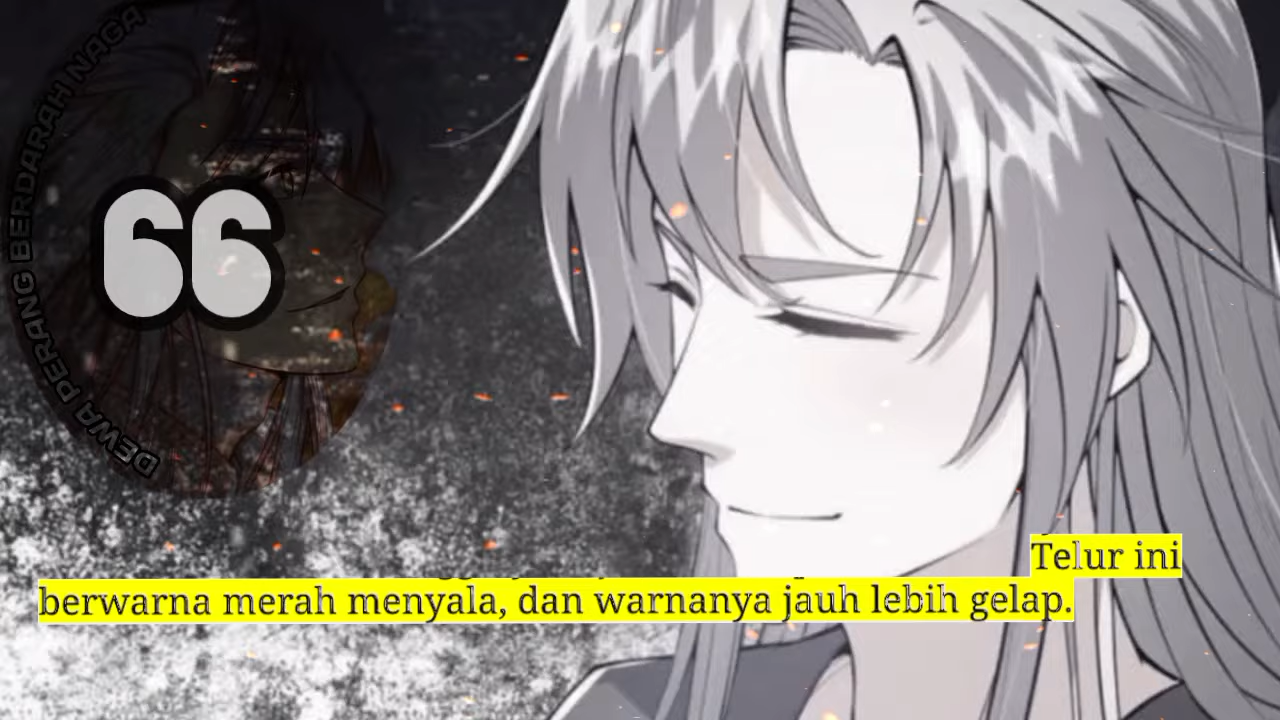 DEWA PERANG BERDARAH NAGA
66
Telur ini
berwarna merah menyala, dan warnanya jauh lebih gelap.